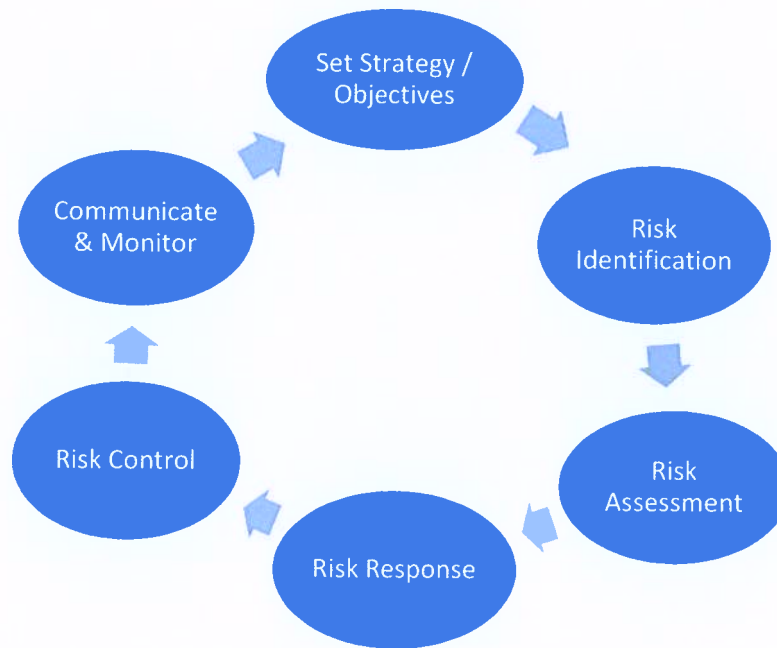 Set Strategy /
Objectives
Risk
Identification
Risk
Assessment
Risk Response
Risk Control
Communicate
& Monitor